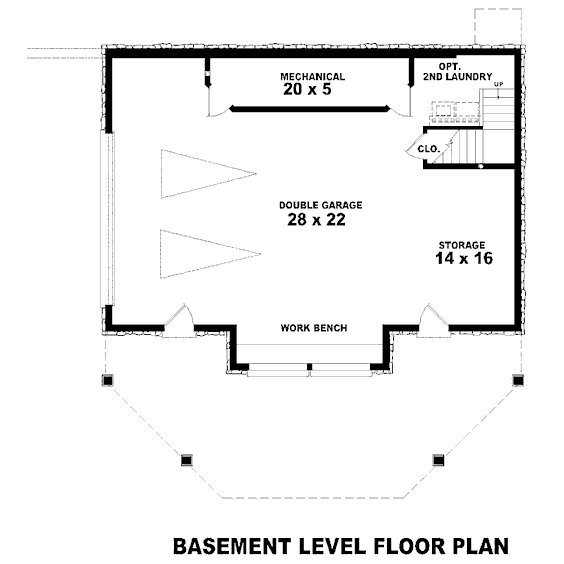 OPT.
2ND LAUNDRY
MECHANICAL
20 x 5
UP
CLO.
DOUBLE GARAGE
28 x 22
STORAGE
14 x 16
WORK BENCH
BASEMENT LEVEL FLOOR PLAN